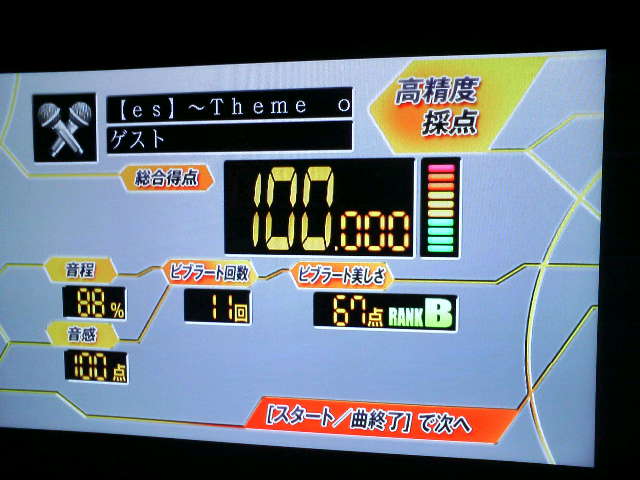 【es】～Theme o
ゲスト
高精度
採点
総合得点
100.000
音程
88%
ビブラート回数
11回
ビブラート美しさ
67点 RANK B
音感
100点
[スタート／曲終了]で次へ